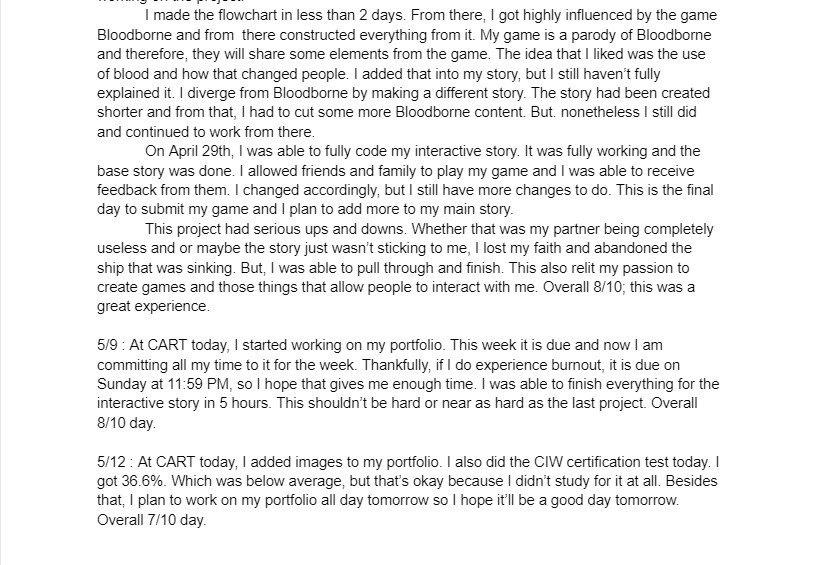 working on the project.
I made the flowchart in less than 2 days. From there, I got highly influenced by the game
Bloodborne and from  there constructed everything from it. My game is a parody of Bloodborne
and therefore, they will share some elements from the game. The idea that I liked was the use
of blood and how that changed people. I added that into my story, but I still haven’t fully
explained it. I diverge from Bloodborne by making a different story. The story had been created
shorter and from that, I had to cut some more Bloodborne content. But. nonetheless I still did
and continued to work from there.
On April 29th, I was able to fully code my interactive story. It was fully working and the
base story was done. I allowed friends and family to play my game and I was able to receive
feedback from them. I changed accordingly, but I still have more changes to do. This is the final
day to submit my game and I plan to add more to my main story.
This project had serious ups and downs. Whether that was my partner being completely
useless and or maybe the story just wasn’t sticking to me, I lost my faith and abandoned the
ship that was sinking. But, I was able to pull through and finish. This also relit my passion to
create games and those things that allow people to interact with me. Overall 8/10; this was a
great experience.
5/9 : At CART today, I started working on my portfolio. This week it is due and now I am
committing all my time to it for the week. Thankfully, if I do experience burnout, it is due on
Sunday at 11:59 PM, so I hope that gives me enough time. I was able to finish everything for the
interactive story in 5 hours. This shouldn’t be hard or near as hard as the last project. Overall
8/10 day.
5/12 : At CART today, I added images to my portfolio. I also did the CIW certification test today. I
got 36.6%. Which was below average, but that’s okay because I didn’t study for it at all. Besides
that, I plan to work on my portfolio all day tomorrow so I hope it’ll be a good day tomorrow.
Overall 7/10 day.